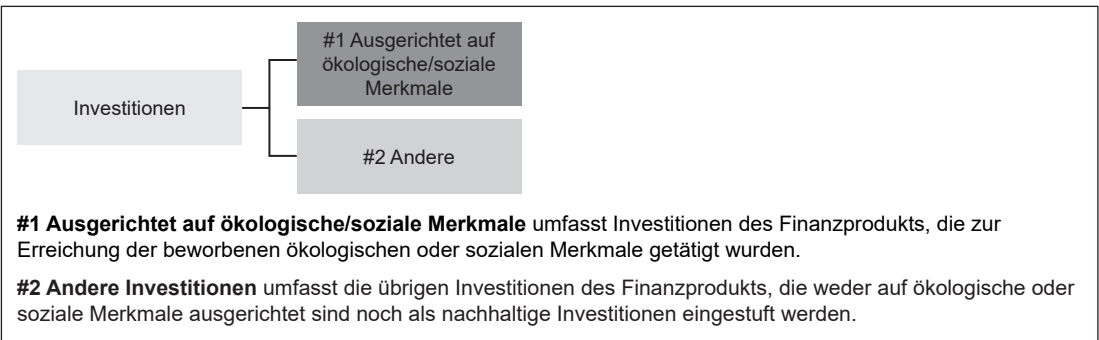 #1 Ausgerichtet auf
ökologische/soziale
Merkmale
Investitionen
#2 Andere
#1 Ausgerichtet auf ökologische/soziale Merkmale umfasst Investitionen des Finanzprodukts, die zur
Erreichung der beworbenen ökologischen oder sozialen Merkmale getätigt wurden.
#2 Andere Investitionen umfasst die übrigen Investitionen des Finanzprodukts, die weder auf ökologische oder
soziale Merkmale ausgerichtet sind noch als nachhaltige Investitionen eingestuft werden.